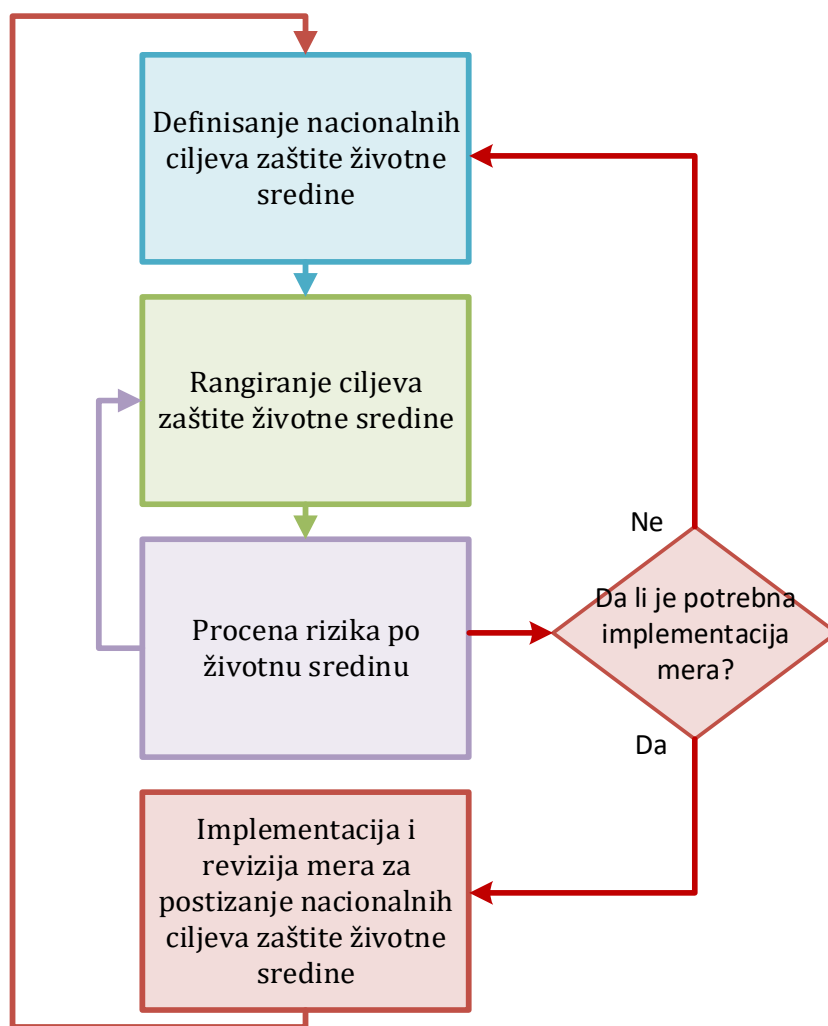 Definisanje nacionalnih
ciljeva zaštite životne
sredine
Rangiranje ciljeva
zaštite životne sredine
Procena rizika po
životnu sredinu
Ne
Da li je potrebna
implementacija
mera?
Da
Implementacija i
revizija mera za
postizanje nacionalnih
ciljeva zaštite životne
sredine